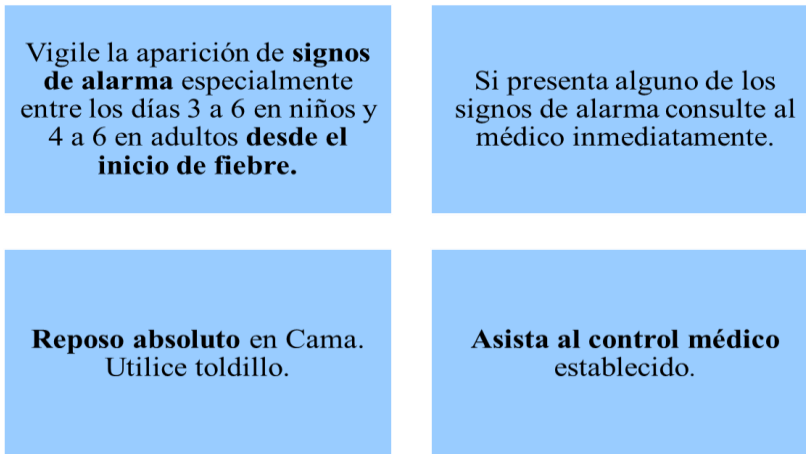 Vigile la aparición de signos
de alarma especialmente
entre los días 3 a 6 en niños y
4 a 6 en adultos desde el
inicio de fiebre.
Si presenta alguno de los
signos de alarma consulte al
médico inmediatamente.
Reposo absoluto en Cama.
Utilice toldillo.
Asista al control médico
establecido.